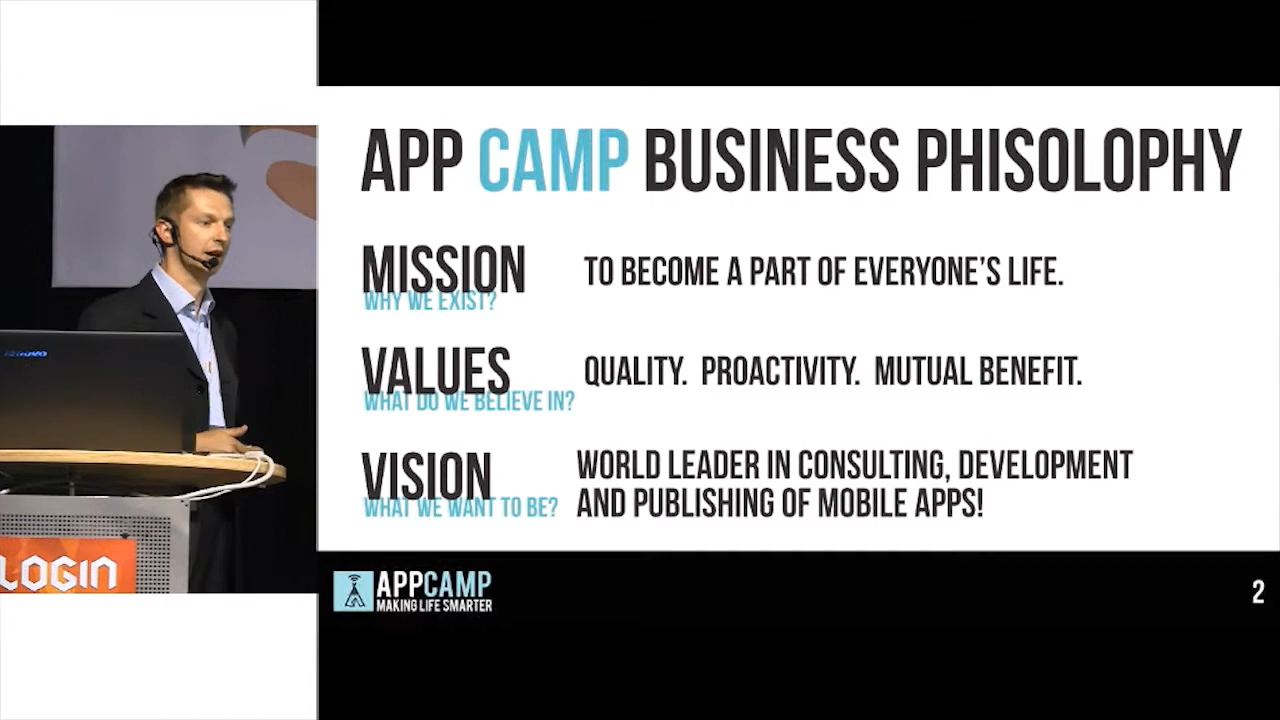 APP CAMP BUSINESS PHISOLOPHY
MISSION
WHY WE EXIST?
TO BECOME A PART OF EVERYONE'S LIFE.
VALUES
WHAT DO WE BELIEVE IN?
QUALITY. PROACTIVITY. MUTUAL BENEFIT.
VISION
WHAT WE WANT TO BE?
WORLD LEADER IN CONSULTING, DEVELOPMENT
AND PUBLISHING OF MOBILE APPS!
lenovo
LOGIN
APPCAMP
MAKING LIFE SMARTER
2